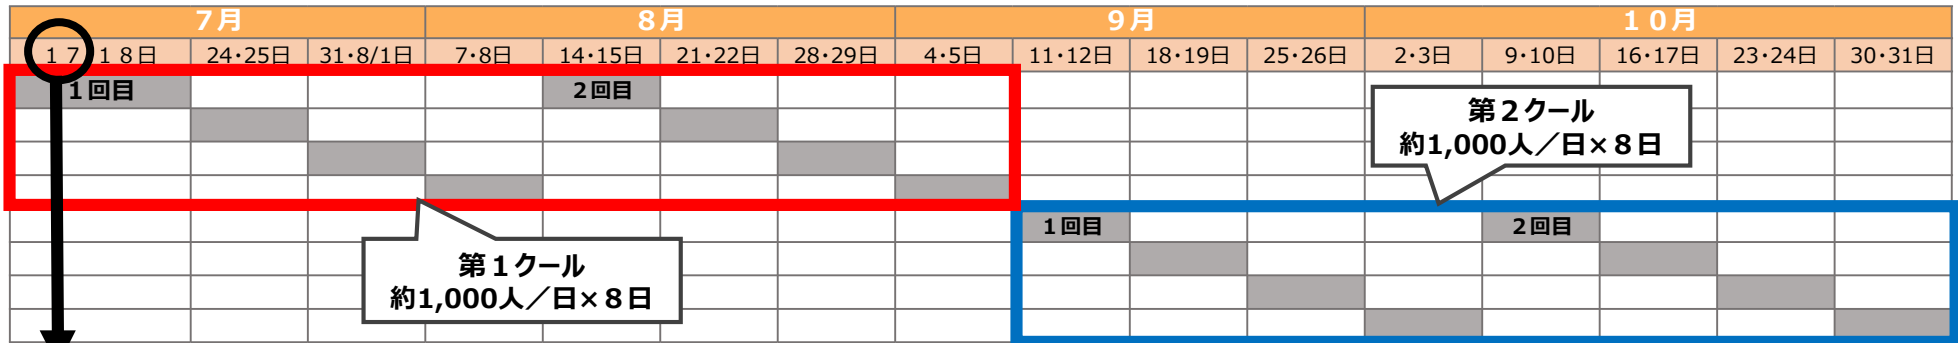 7月 8月 9月 10月
17・18日 24・25日 31・8/1日 7・8日 14・15日 21・22日 28・29日 4・5日 11・12日 18・19日 25・26日 2・3日 9・10日 16・17日 23・24日 30・31日
1回目 2回目
第2クール
約1,000人/日×8日
1回目 2回目
第1クール
約1,000人/日×8日